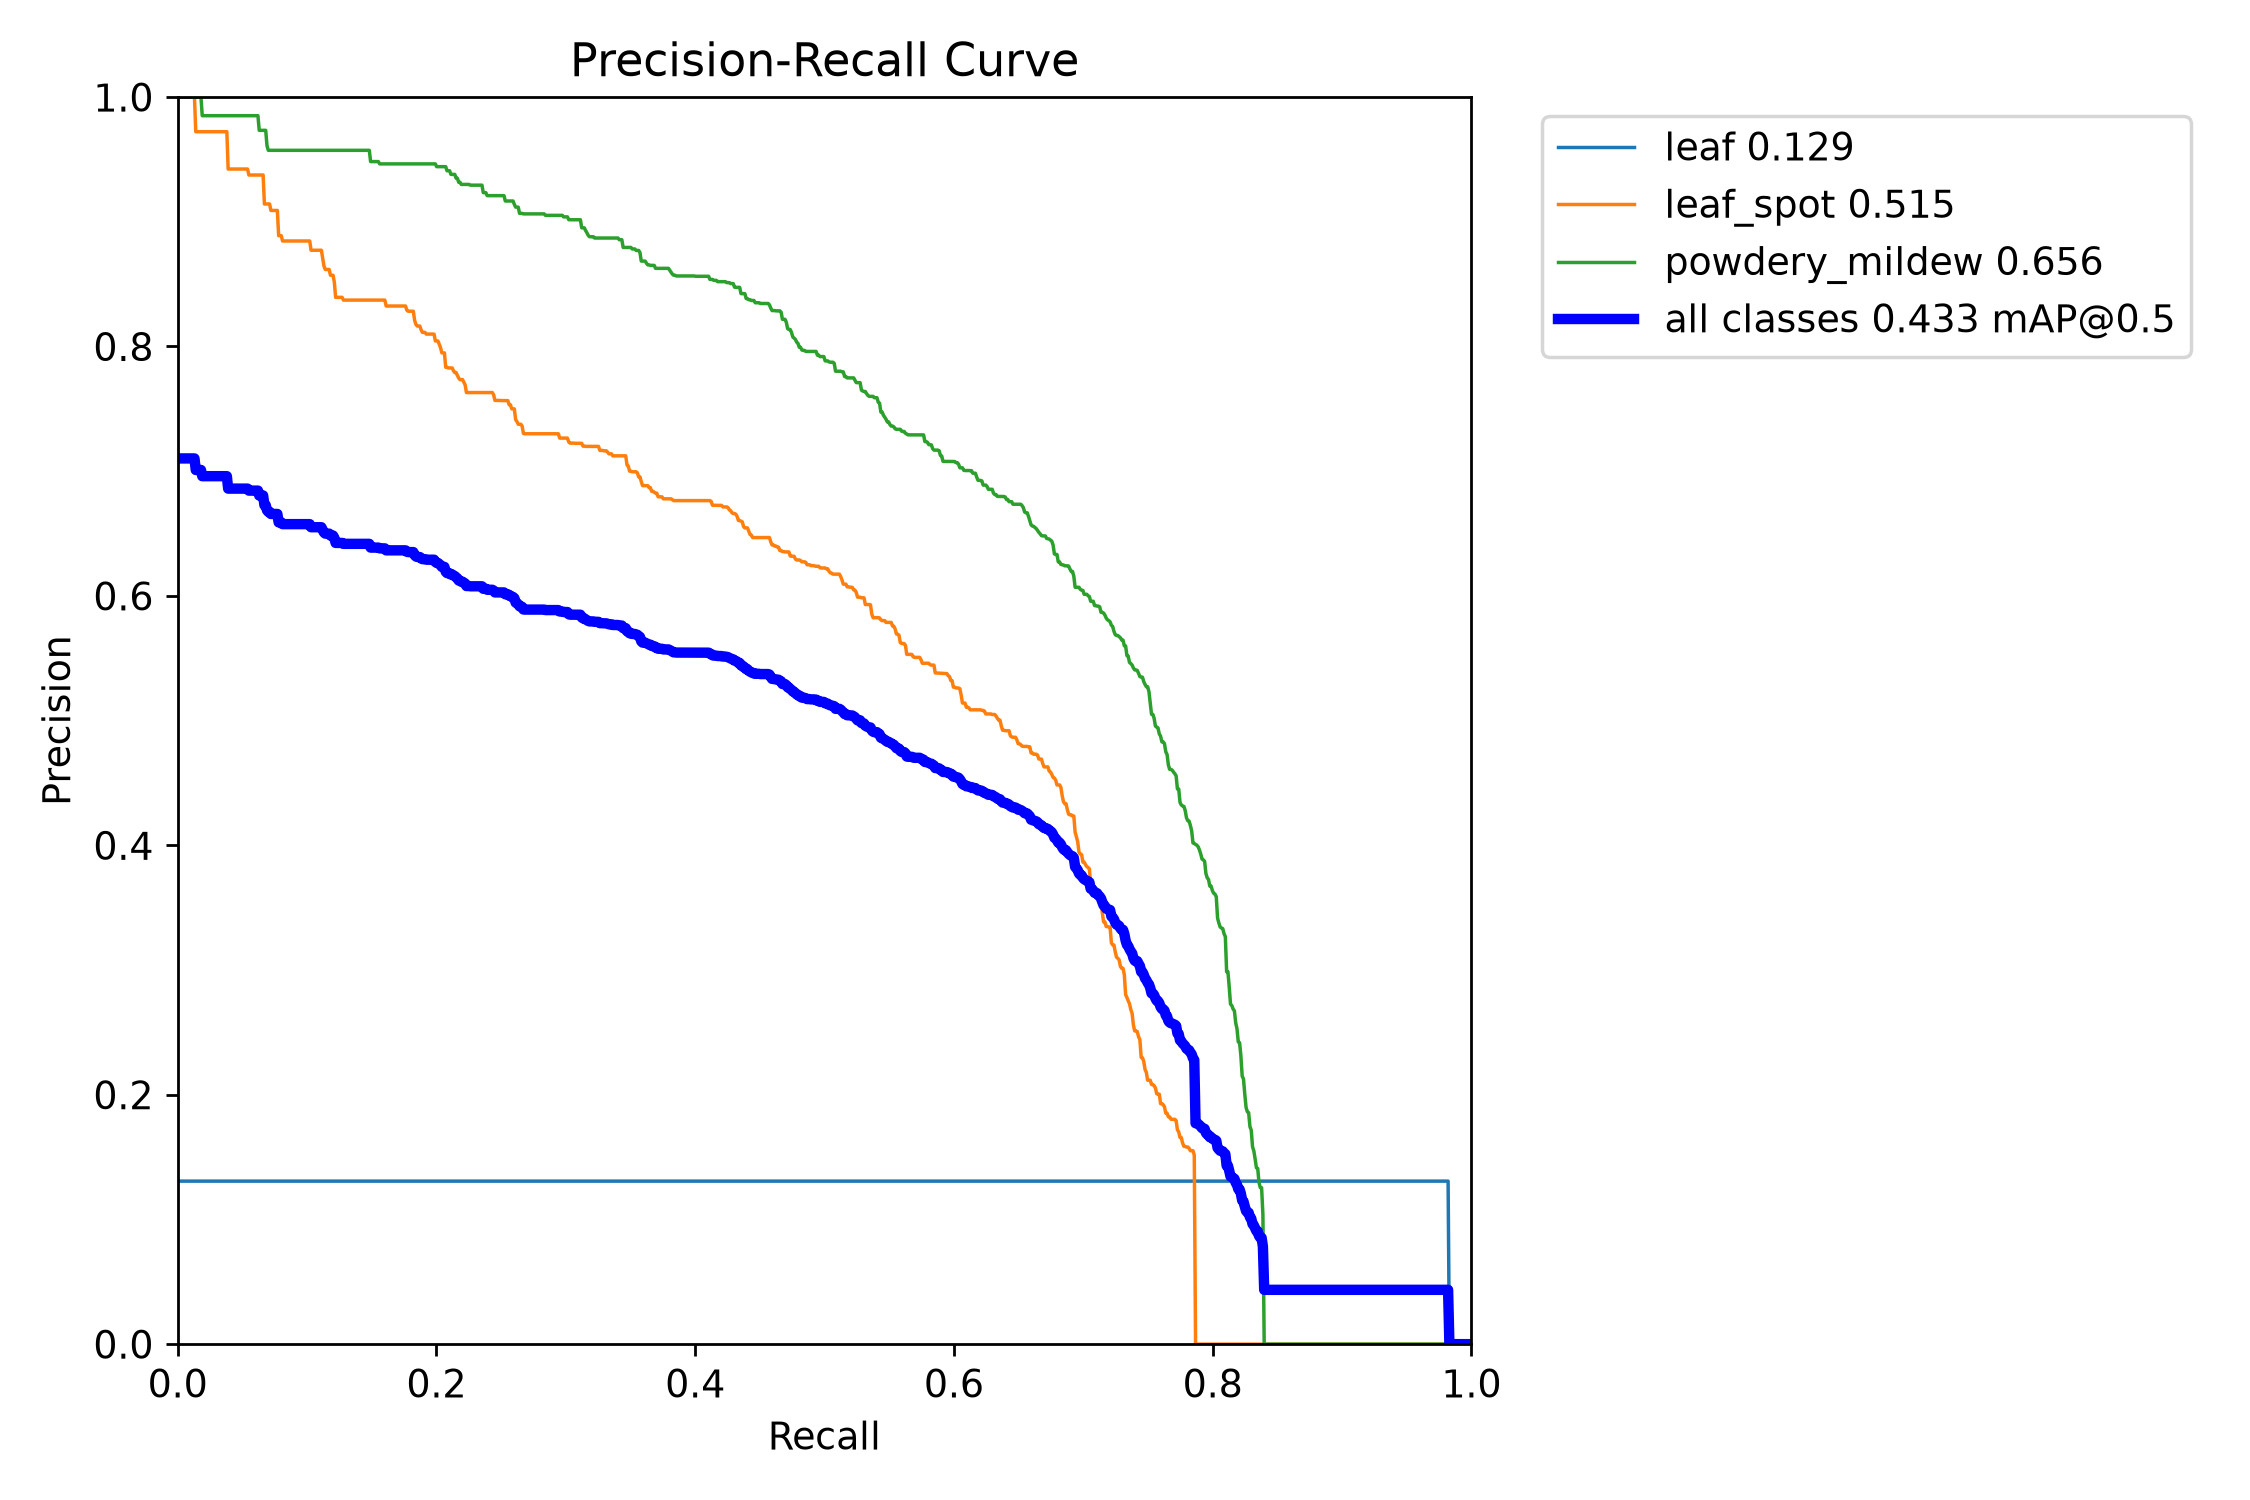 Precision-Recall Curve
1.0
0.8
0.6
0.4
0.2
0.0
Precision
0.0 0.2 0.4 0.6 0.8 1.0
Recall
leaf 0.129
leaf_spot 0.515
powdery_mildew 0.656
all classes 0.433 mAP@0.5